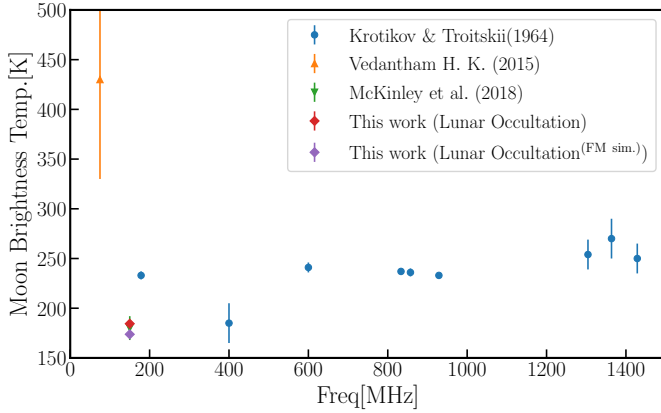 500
450
400
350
300
250
200
150
0
200
400
600
800
1000
1200
1400
Moon Brightness Temp.[K]
Freq[MHz]
Krotikov & Troitskii(1964)
Vedantham H. K. (2015)
McKinley et al. (2018)
This work (Lunar Occultation)
This work (Lunar Occultation(FM sim.))